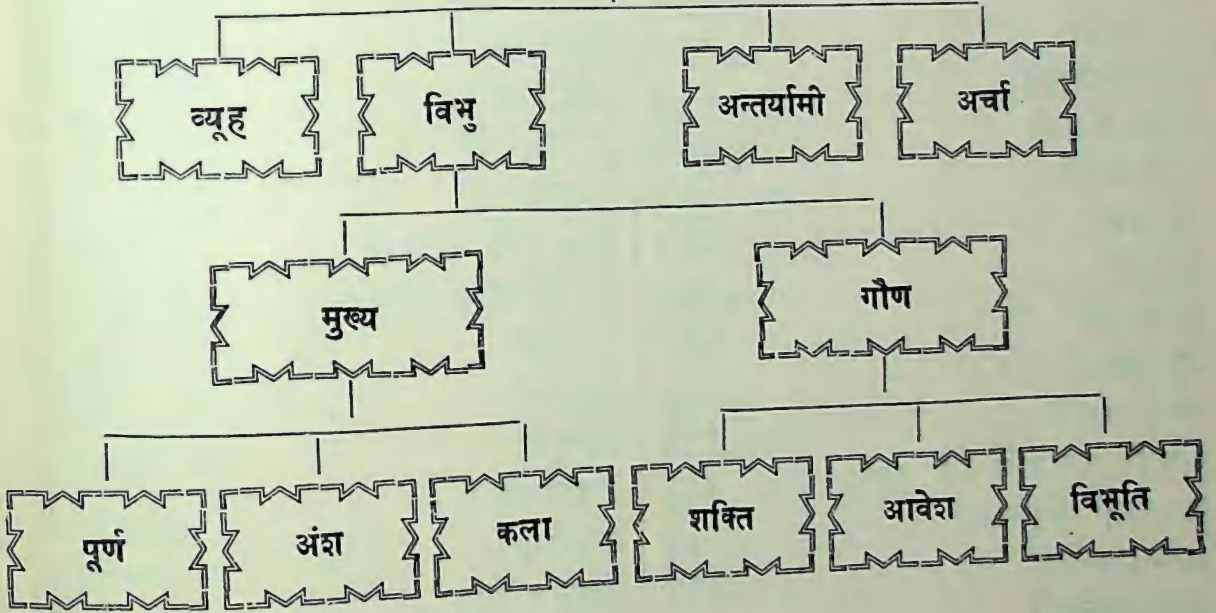 व्यूह विभु अन्तर्यामी अर्चा
मुख्य गौण
पूर्ण अंश कला शक्ति आवेश विभूति